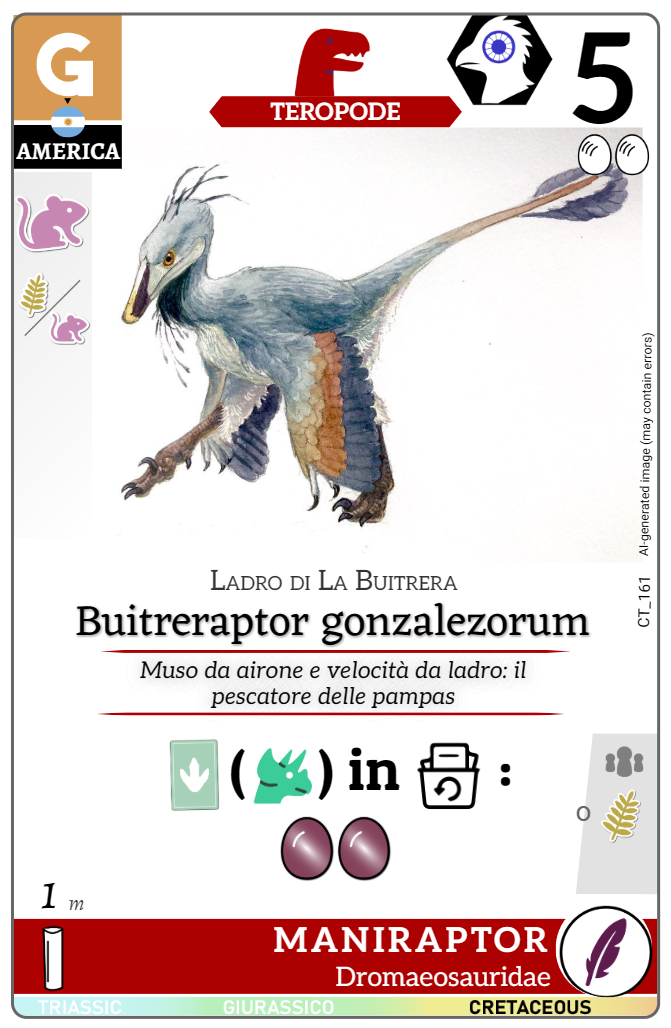 G
AMERICA
TEROPODE
5
AI-generated image (may contain errors)
CT_161
Ladro di La Buitrera
Buitreraptor gonzalezorum
Muso da airone e velocità da ladro: il
pescatore delle pampas
( ) in :
o
1 m
MANIRAPTOR
Dromaeosauridae
TRIASSIC GIURASSICO CRETACEOUS